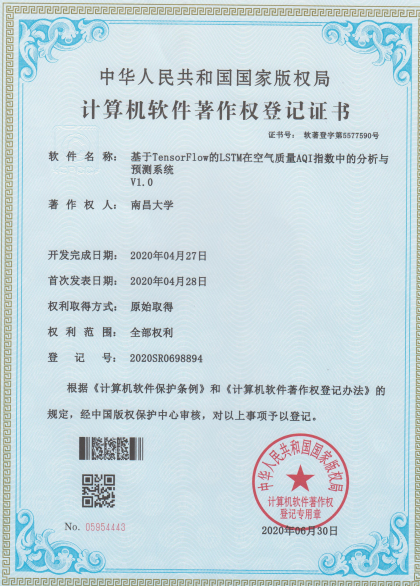 中华人民共和国国家版权局
计算机软件著作权登记证书
证书号： 软著登字第5577590号
软件名称： 基于TensorFlow的LSTM在空气质量AQI指数中的分析与
预测系统
V1.0
著作权人： 南昌大学
开发完成日期： 2020年04月27日
首次发表日期： 2020年04月28日
权利取得方式： 原始取得
权利范围： 全部权利
登记号： 2020SR0698894
根据《计算机软件保护条例》和《计算机软件著作权登记办法》的
规定，经中国版权保护中心审核，对以上事项予以登记。
中华人民共和国国家版权局
计算机软件著作权
登记专用章
No. 05954443
2020年06月30日